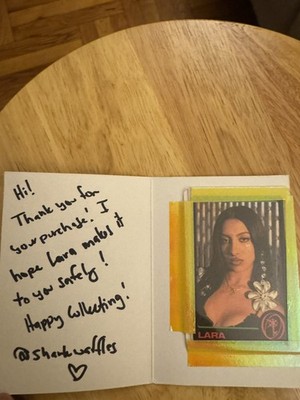 Hi!
Thank you for
your purchase! I
hope Lara makes it
to you safely!
Happy Collecting!
@sharkwaffles
LARA